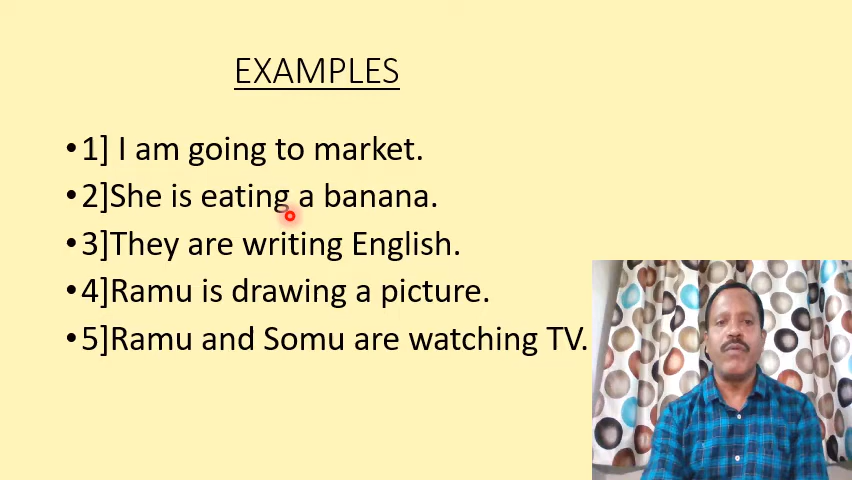 EXAMPLES
•1] I am going to market.
•2]She is eating a banana.
•3]They are writing English.
•4]Ramu is drawing a picture.
•5]Ramu and Somu are watching TV.